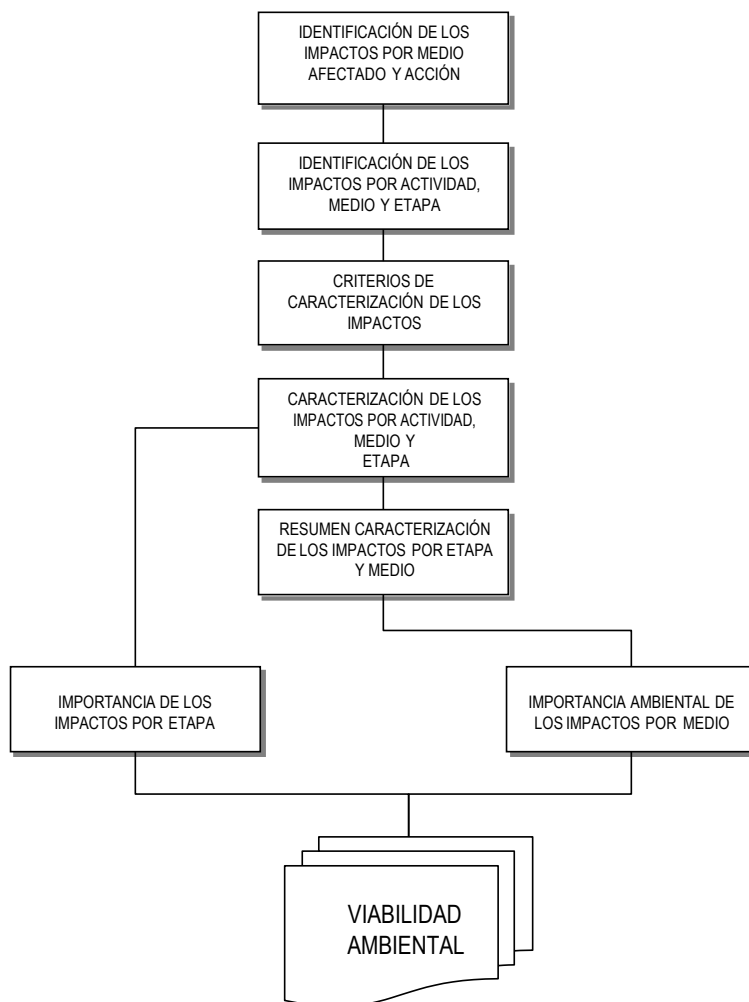 IDENTIFICACIÓN DE LOS
IMPACTOS POR MEDIO
AFECTADO Y ACCIÓN
IDENTIFICACIÓN DE LOS
IMPACTOS POR ACTIVIDAD,
MEDIO Y ETAPA
CRITERIOS DE
CARACTERIZACIÓN DE LOS
IMPACTOS
CARACTERIZACIÓN DE LOS
IMPACTOS POR ACTIVIDAD,
MEDIO Y
ETAPA
RESUMEN CARACTERIZACIÓN
DE LOS IMPACTOS POR ETAPA
Y MEDIO
IMPORTANCIA DE LOS
IMPACTOS POR ETAPA
IMPORTANCIA AMBIENTAL DE
LOS IMPACTOS POR MEDIO
VIABILIDAD
AMBIENTAL